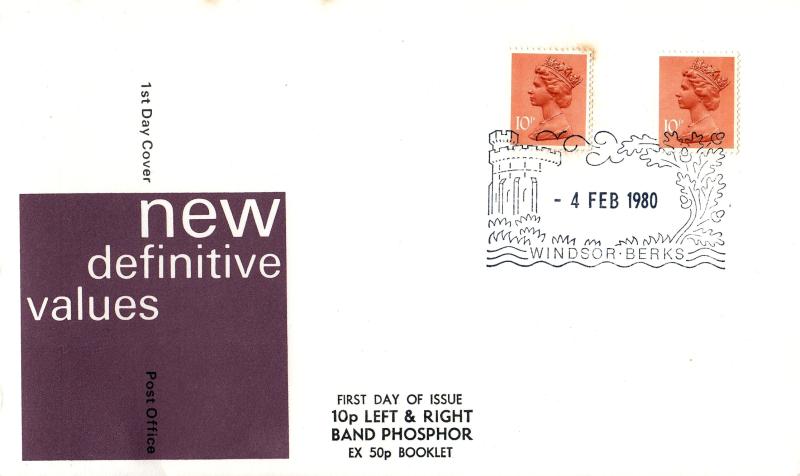 1st Day Cover
new
definitive
values
Post Office
10P
10P
- 4 FEB 1980
WINDSOR·BERKS
FIRST DAY OF ISSUE
10p LEFT & RIGHT
BAND PHOSPHOR
EX 50p BOOKLET